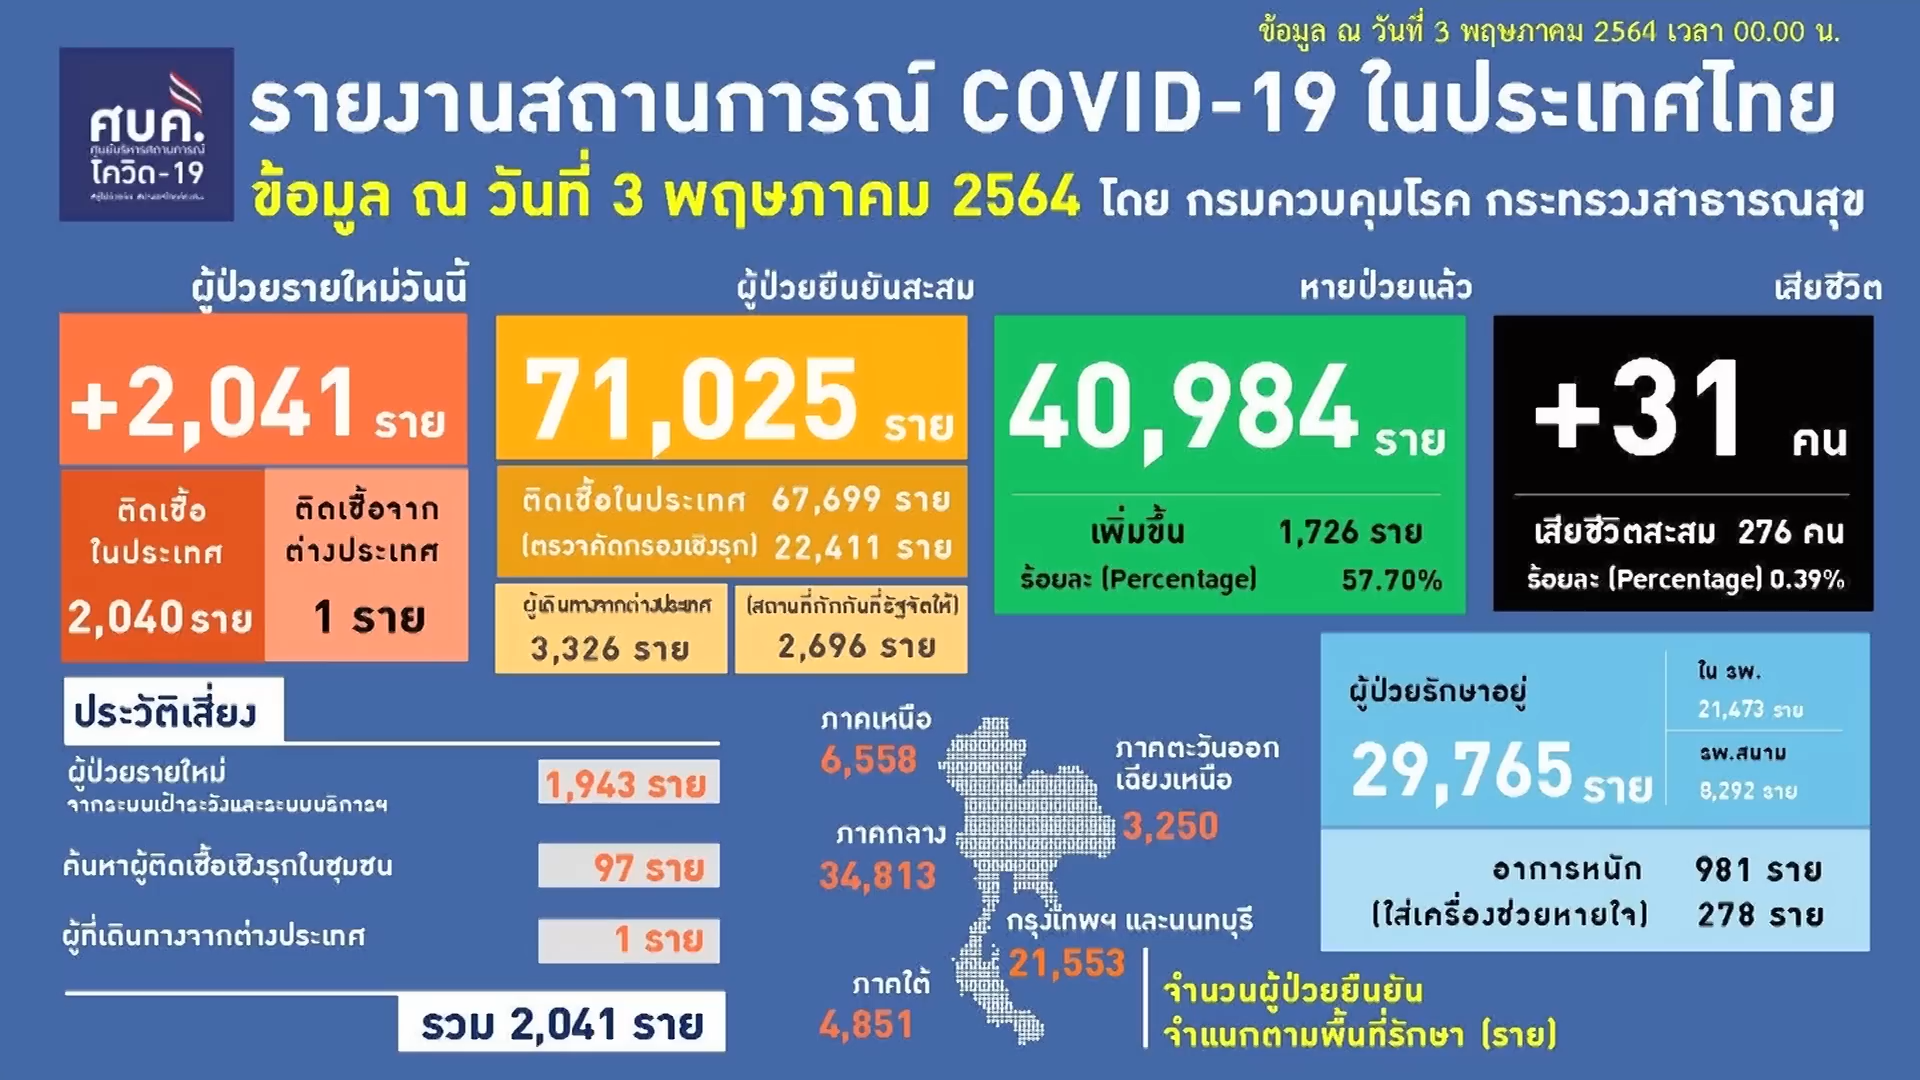 ข้อมูล ณ วันที่ 3 พฤษภาคม 2564 เวลา 00.00 น.
ศบค.
ศูนย์บริหารสถานการณ์
โควิด-19
รายงานสถานการณ์ COVID-19 ในประเทศไทย
ข้อมูล ณ วันที่ 3 พฤษภาคม 2564 โดย กรมควบคุมโรค กระทรวงสาธารณสุข
ผู้ป่วยรายใหม่วันนี้
+2,041 ราย
ติดเชื้อ
ในประเทศ
2,040 ราย
ติดเชื้อจาก
ต่างประเทศ
1 ราย
ผู้ป่วยยืนยันสะสม
71,025 ราย
ติดเชื้อในประเทศ 67,699 ราย
(ตรวจคัดกรองเชิงรุก) 22,411 ราย
ผู้เดินทางจากต่างประเทศ
3,326 ราย
(สถานที่กักกันที่รัฐจัดให้)
2,696 ราย
หายป่วยแล้ว
40,984 ราย
เพิ่มขึ้น 1,726 ราย
ร้อยละ (Percentage) 57.70%
เสียชีวิต
+31 คน
เสียชีวิตสะสม 276 คน
ร้อยละ (Percentage) 0.39%
ประวัติเสี่ยง
ผู้ป่วยรายใหม่
จากระบบเฝ้าระวังและระบบบริการฯ
1,943 ราย
ค้นหาผู้ติดเชื้อเชิงรุกในชุมชน 97 ราย
ผู้ที่เดินทางจากต่างประเทศ 1 ราย
รวม 2,041 ราย
ภาคเหนือ
6,558
ภาคตะวันออก
เฉียงเหนือ
3,250
ภาคกลาง
34,813
กรุงเทพฯ และนนทบุรี
21,553
ภาคใต้
4,851
จำนวนผู้ป่วยยืนยัน
จำแนกตามพื้นที่รักษา (ราย)
ผู้ป่วยรักษาอยู่
29,765 ราย
ใน รพ.
21,473 ราย
รพ.สนาม
8,292 ราย
อาการหนัก 981 ราย
(ใส่เครื่องช่วยหายใจ) 278 ราย